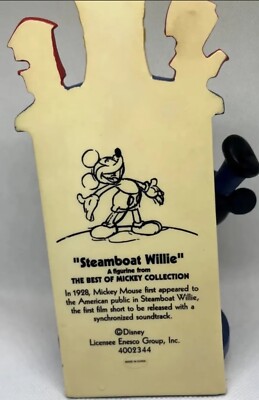 "Steamboat Willie"
A figurine from
THE BEST OF MICKEY COLLECTION
In 1928, Mickey Mouse first appeared to
the American public in Steamboat Willie,
the first film short to be released with a
synchronized soundtrack.
©Disney
Licensee Enesco Group, Inc.
4002344